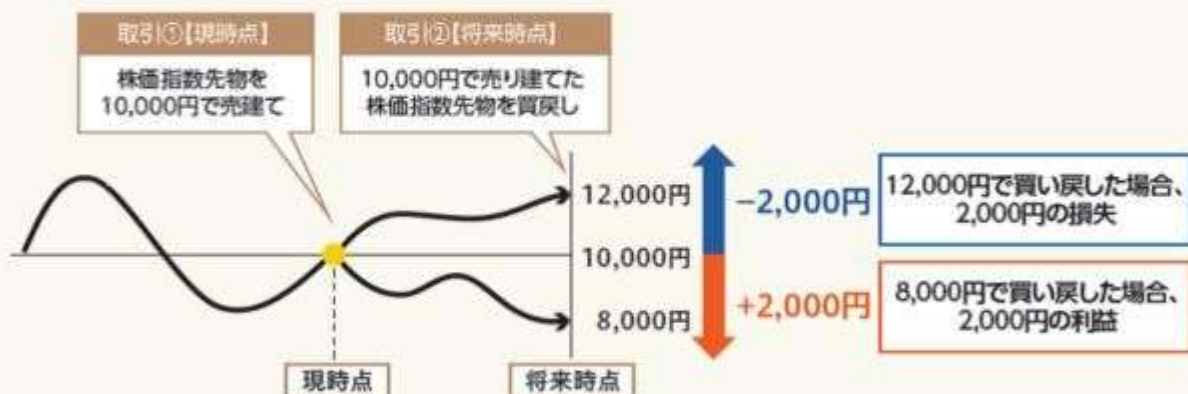 取引①【現時点】
株価指数先物を
10,000円で売建て
取引②【将来時点】
10,000円で売り建てた
株価指数先物を買戻し
12,000円
10,000円
8,000円
−2,000円
+2,000円
12,000円で買い戻した場合、
2,000円の損失
8,000円で買い戻した場合、
2,000円の利益
現時点
将来時点